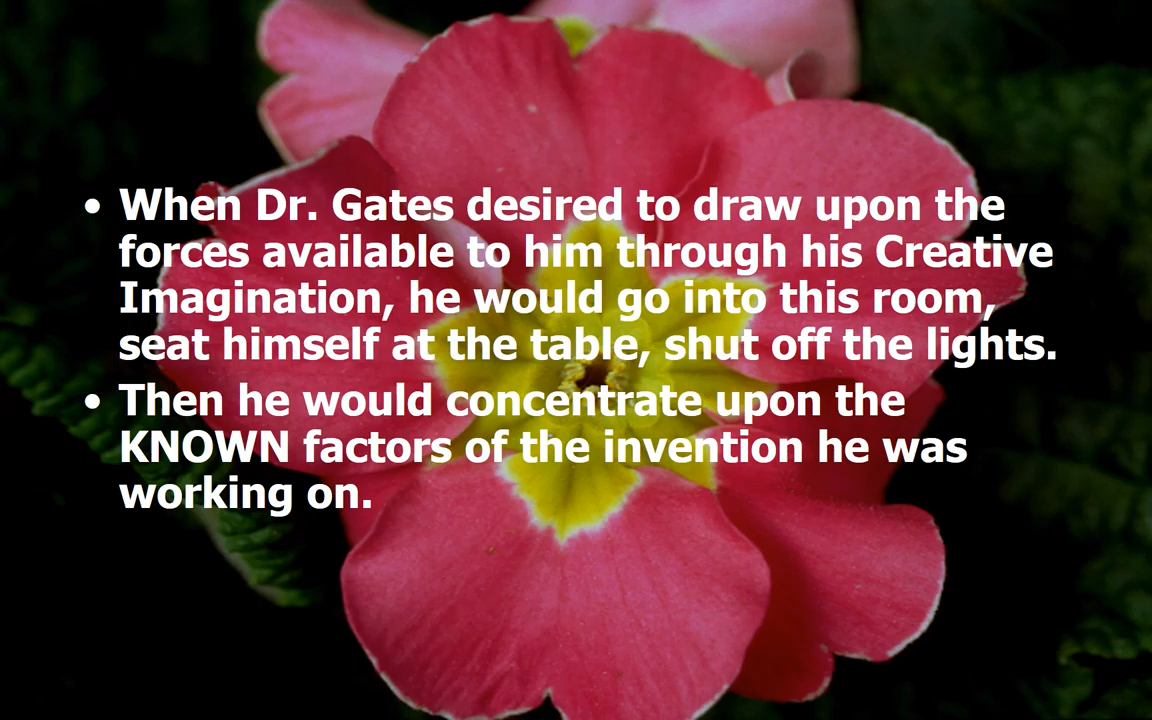 • When Dr. Gates desired to draw upon the
forces available to him through his Creative
Imagination, he would go into this room,
seat himself at the table, shut off the lights.
• Then he would concentrate upon the
KNOWN factors of the invention he was
working on.